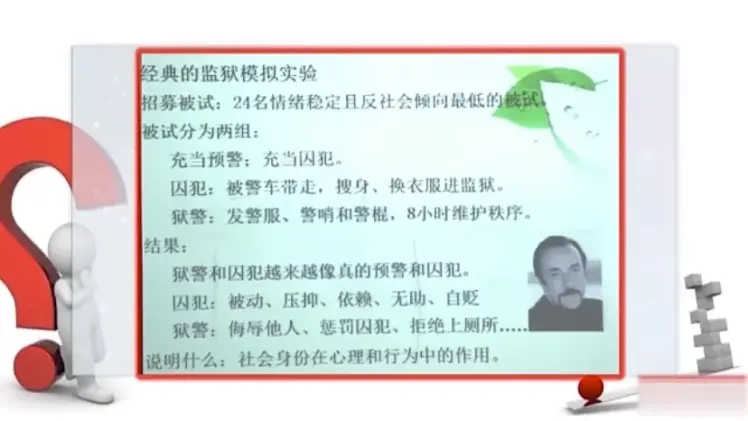 经典的监狱模拟实验
招募被试：24名情绪稳定且反社会倾向最低的被试。
被试分为两组：
充当预警；充当囚犯。
囚犯：被警车带走，搜身、换衣服进监狱。
狱警：发警服、警哨和警棍，8小时维护秩序。
结果：
狱警和囚犯越来越像真的预警和囚犯。
囚犯：被动、压抑、依赖、无助、自贬
狱警：侮辱他人、惩罚囚犯、拒绝上厕所......
说明什么：社会身份在心理和行为中的作用。